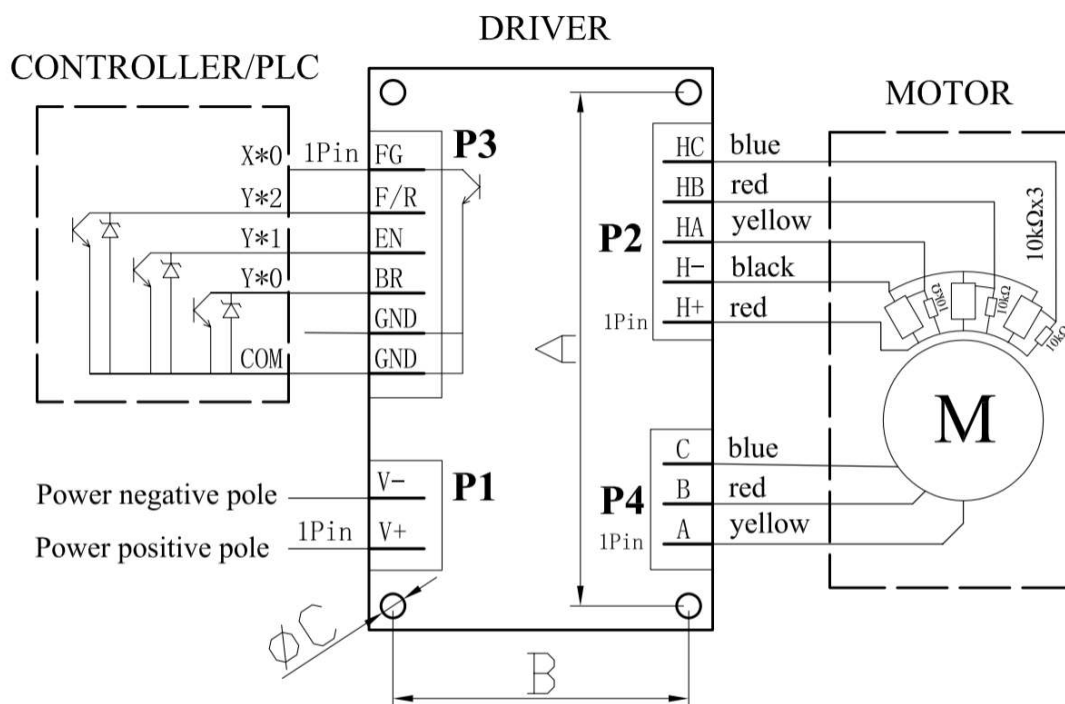 DRIVER
CONTROLLER/PLC
MOTOR
X*0 1Pin FG P3
Y*2 F/R
Y*1 EN
Y*0 BR
GND
COM GND
HC blue
HB red
HA yellow
P2
H- black
1Pin H+ red
10kΩx3
10kΩ
10kΩ
10kΩ
M
A
C blue
P4 B red
1Pin A yellow
V- P1
Power negative pole
1Pin V+
Power positive pole
ΦC
B